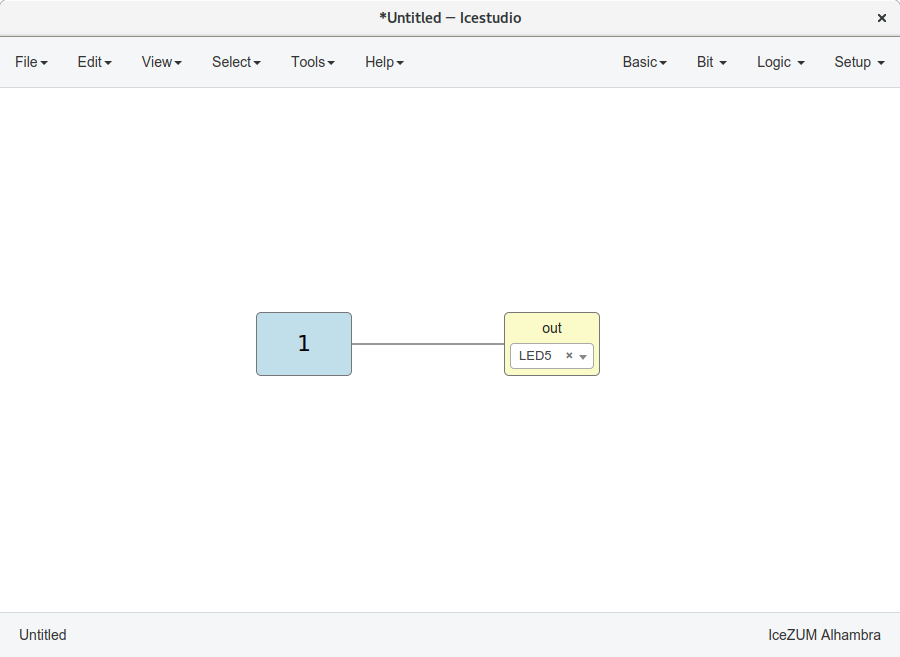 *Untitled — Icestudio
File Edit View Select Tools Help Basic Bit Logic Setup
1
out
LED5
Untitled IceZUM Alhambra